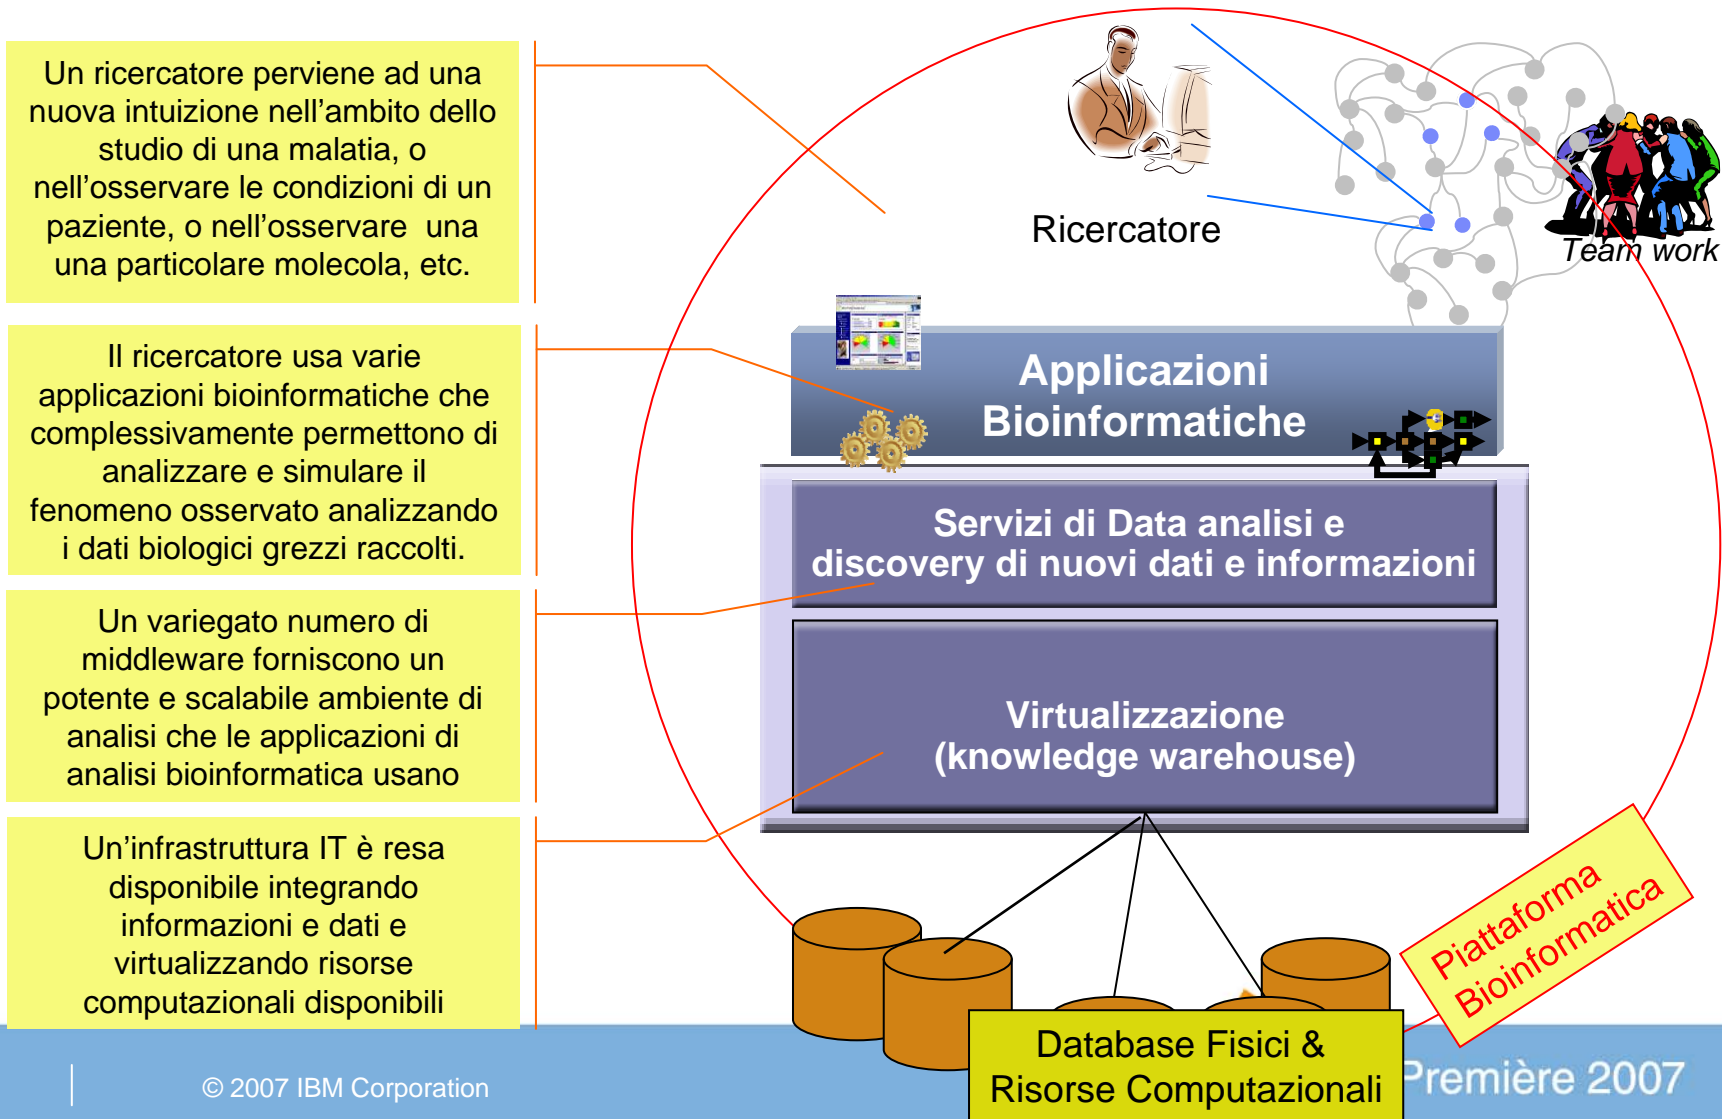 Un ricercatore perviene ad una
nuova intuizione nell’ambito dello
studio di una malatia, o
nell’osservare le condizioni di un
paziente, o nell’osservare  una
una particolare molecola, etc.
Il ricercatore usa varie
applicazioni bioinformatiche che
complessivamente permettono di
analizzare e simulare il
fenomeno osservato analizzando
i dati biologici grezzi raccolti.
Un variegato numero di
middleware forniscono un
potente e scalabile ambiente di
analisi che le applicazioni di
analisi bioinformatica usano
Un’infrastruttura IT è resa
disponibile integrando
informazioni e dati e
virtualizzando risorse
computazionali disponibili
Ricercatore
Team work
Applicazioni
Bioinformatiche
Servizi di Data analisi e
discovery di nuovi dati e informazioni
Virtualizzazione
(knowledge warehouse)
Piattaforma
Bioinformatica
Database Fisici &
Risorse Computazionali
© 2007 IBM Corporation
Première 2007